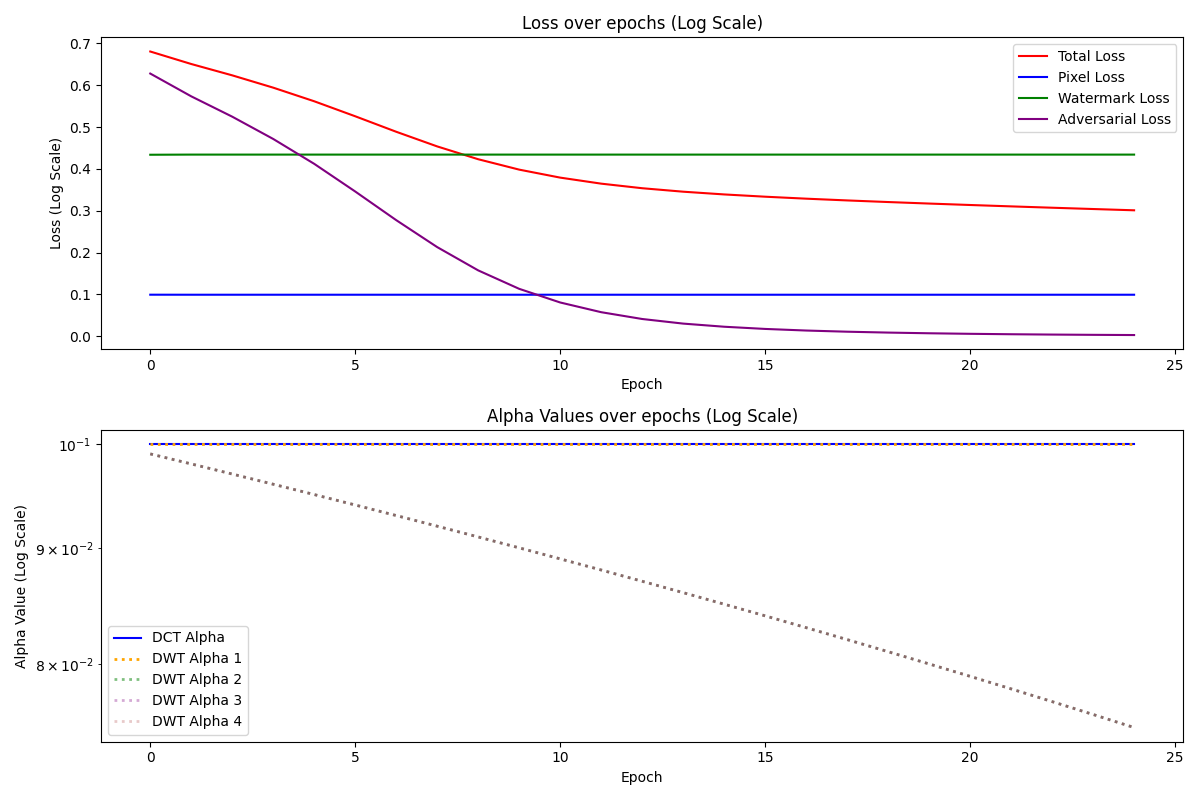 Loss over epochs (Log Scale)
Loss (Log Scale)
0.7
0.6
0.5
0.4
0.3
0.2
0.1
0.0
Total Loss
Pixel Loss
Watermark Loss
Adversarial Loss
0
5
10
15
20
25
Epoch
Alpha Values over epochs (Log Scale)
Alpha Value (Log Scale)
10⁻¹
9 × 10⁻²
8 × 10⁻²
DCT Alpha
DWT Alpha 1
DWT Alpha 2
DWT Alpha 3
DWT Alpha 4
0
5
10
15
20
25
Epoch